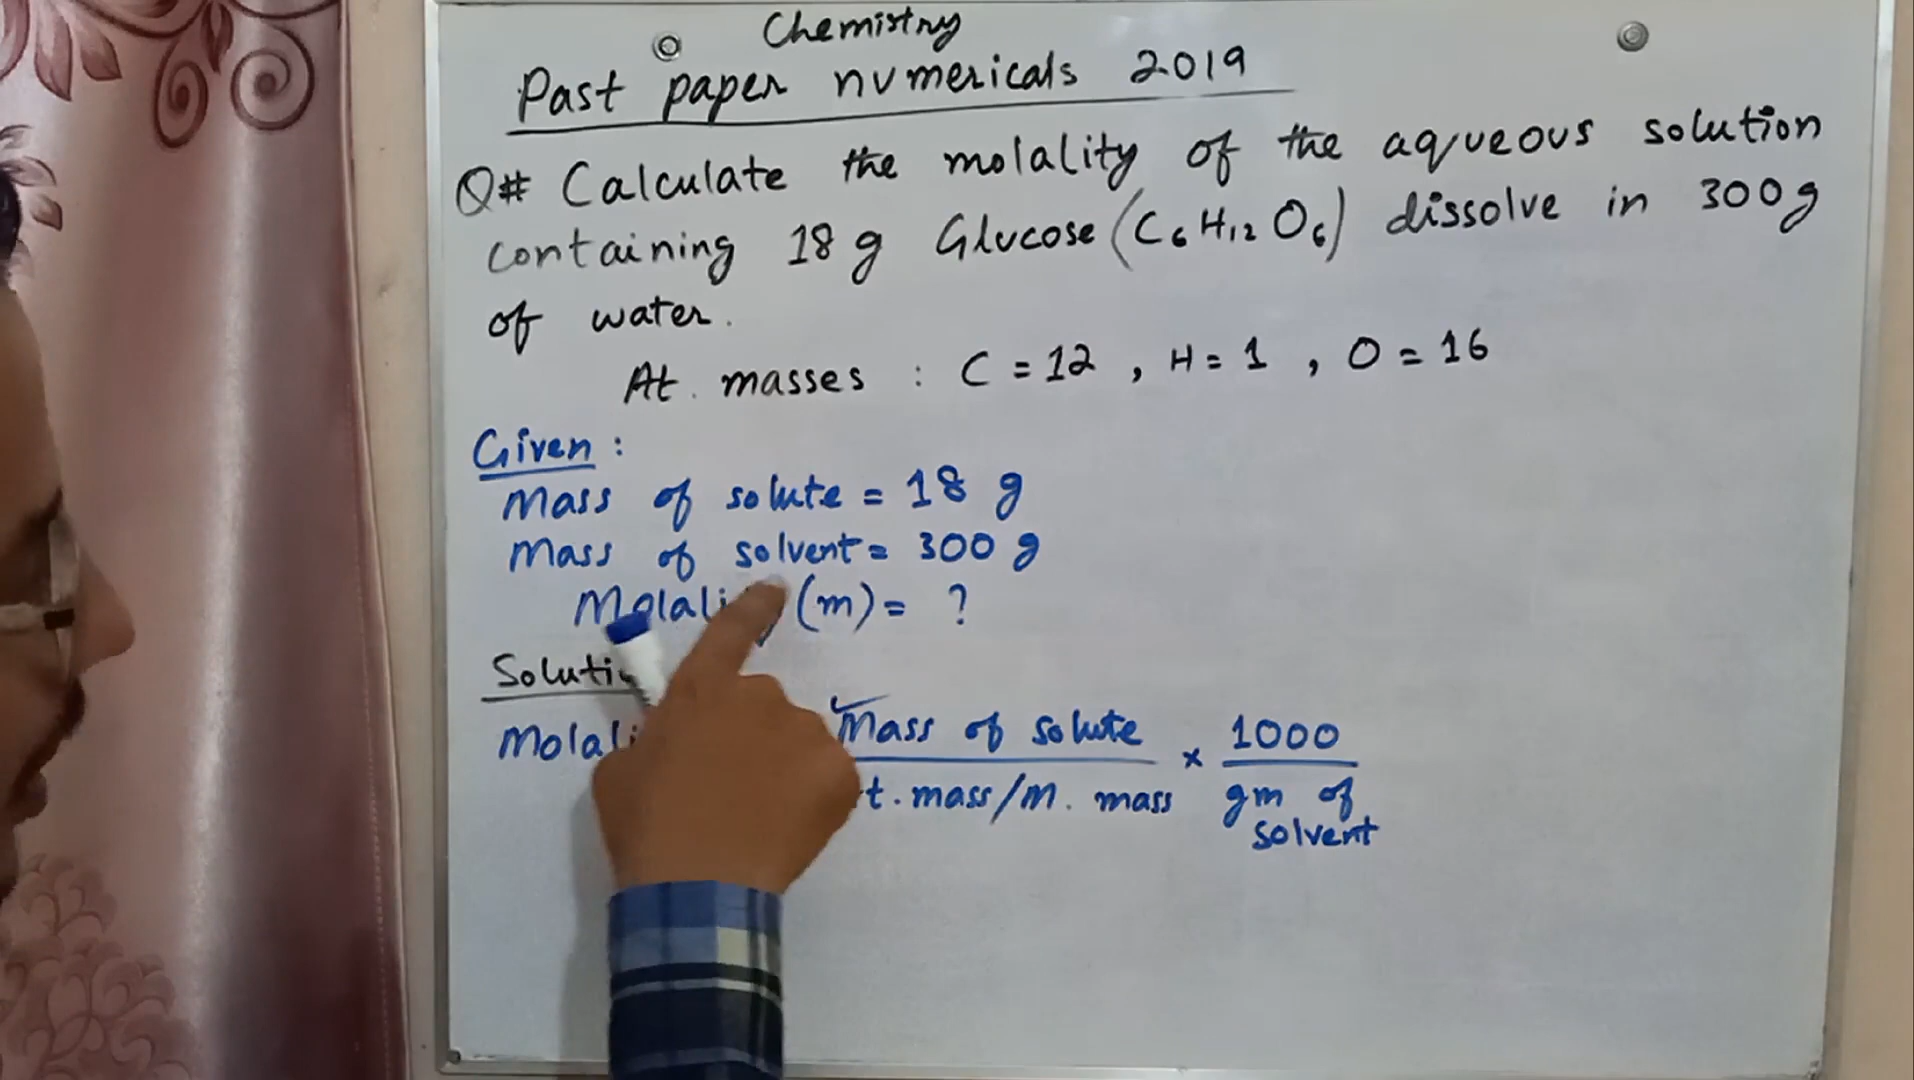 Chemistry
Past paper numericals 2019
Q# Calculate the molality of the aqueous solution
containing 18 g Glucose (C6H12O6) dissolve in 300g
of water.
At. masses : C = 12 , H = 1 , O = 16
Given :
Mass of solute = 18 g
Mass of solvent = 300 g
(m) = ?
Mass of solute × 1000
mass/M. mass gm of
solvent